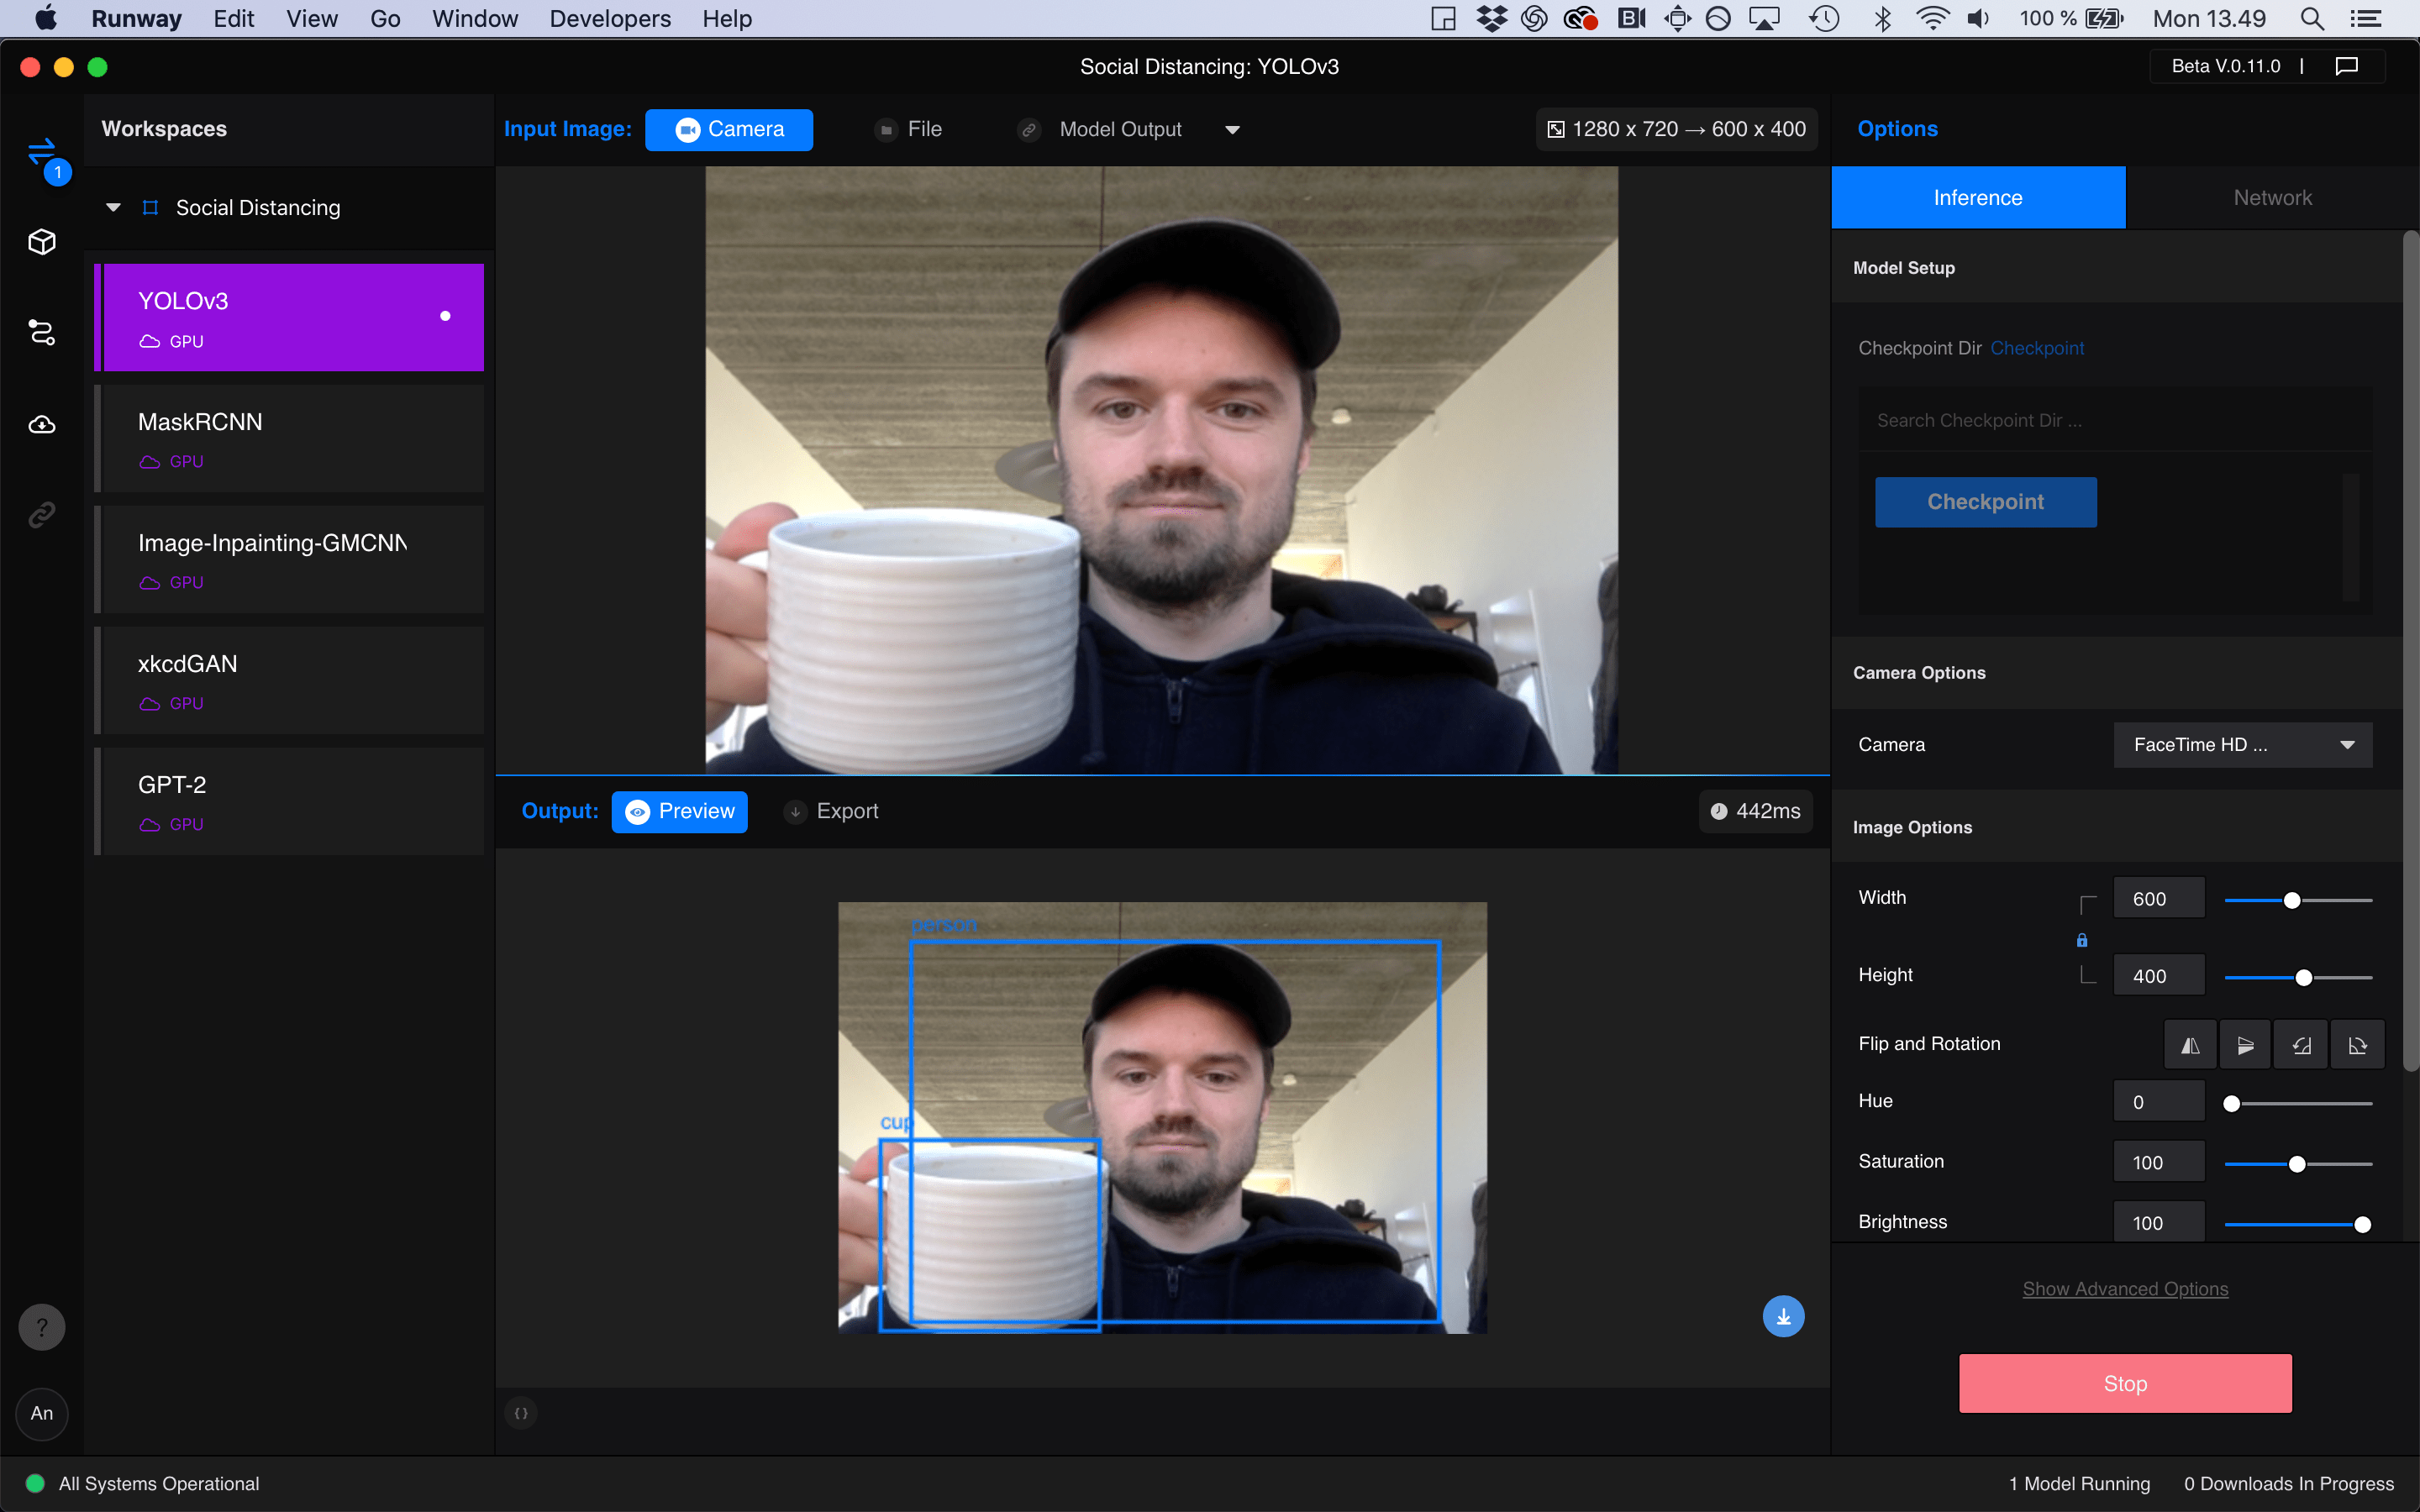 Runway Edit View Go Window Developers Help 100 % Mon 13.49
Social Distancing: YOLOv3
Beta V.0.11.0 |
Workspaces
1
Social Distancing
YOLOv3
GPU
MaskRCNN
GPU
Image-Inpainting-GMCNN
GPU
xkcdGAN
GPU
GPT-2
GPU
?
An
Input Image: Camera File Model Output 1280 x 720 → 600 x 400
Output: Preview Export 442ms
person
cup
{ }
Options
Inference Network
Model Setup
Checkpoint Dir Checkpoint
Search Checkpoint Dir ...
Checkpoint
Camera Options
Camera FaceTime HD ...
Image Options
Width 600
Height 400
Flip and Rotation
Hue 0
Saturation 100
Brightness 100
Show Advanced Options
Stop
All Systems Operational 1 Model Running 0 Downloads In Progress